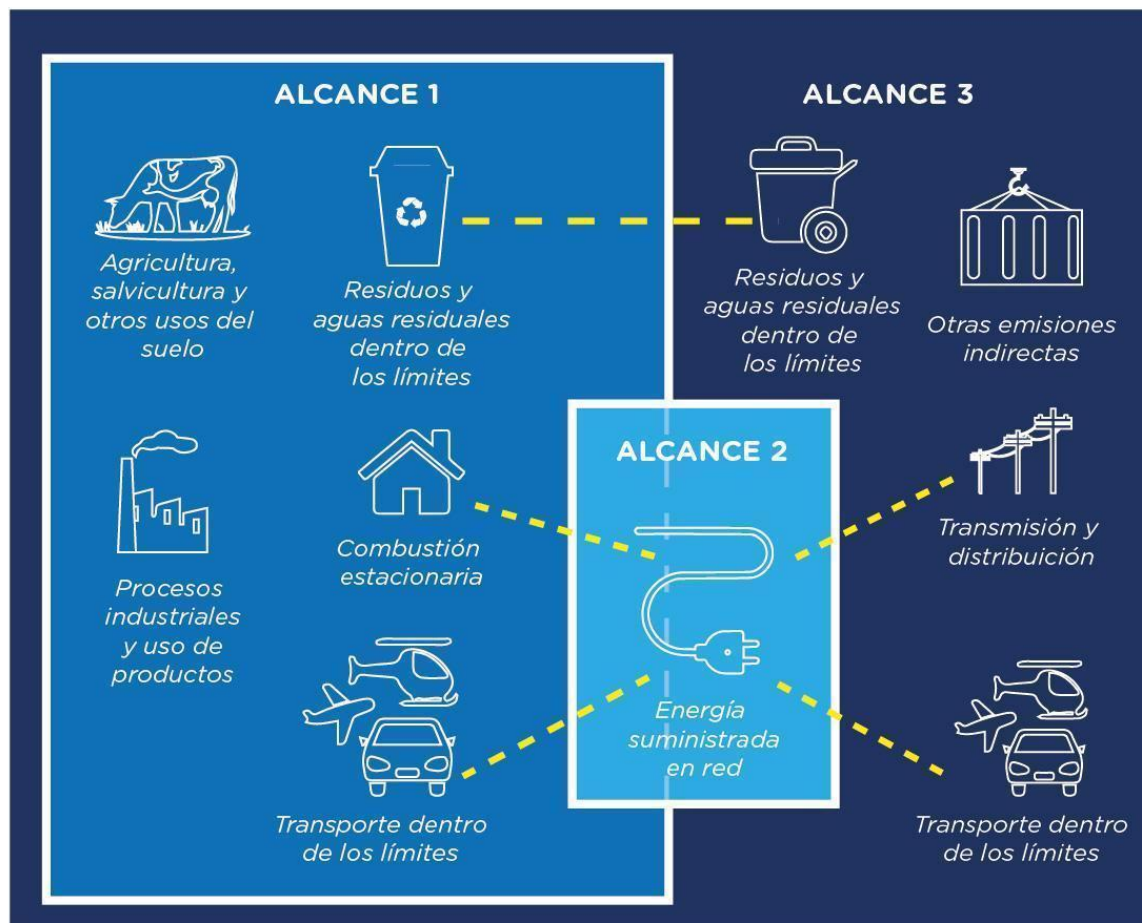 ALCANCE 1
Agricultura,
salvicultura y
otros usos del
suelo
Residuos y
aguas residuales
dentro de
los límites
Procesos
industriales
y uso de
productos
Combustión
estacionaria
Transporte dentro
de los límites
ALCANCE 2
Energía
suministrada
en red
ALCANCE 3
Residuos y
aguas residuales
dentro de
los límites
Otras emisiones
indirectas
Transmisión y
distribuición
Transporte dentro
de los límites